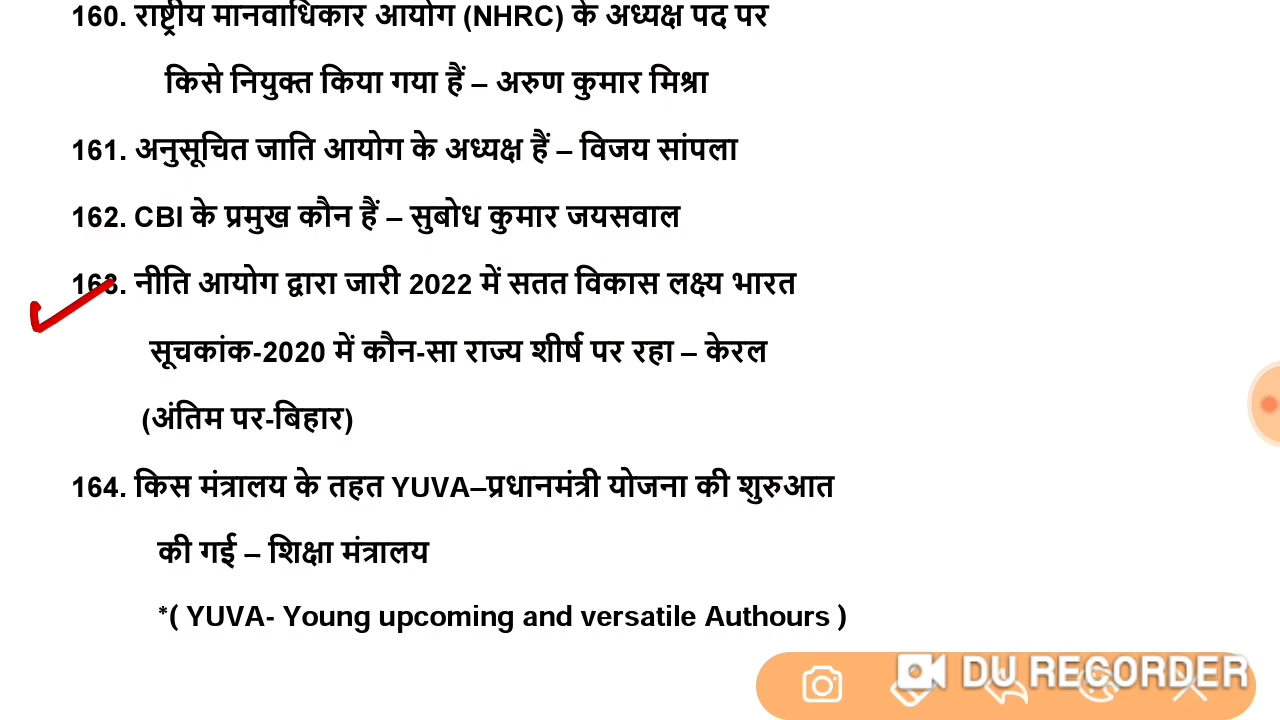 160. राष्ट्रीय मानवाधिकार आयोग (NHRC) के अध्यक्ष पद पर
किसे नियुक्त किया गया हैं – अरुण कुमार मिश्रा
161. अनुसूचित जाति आयोग के अध्यक्ष हैं – विजय सांपला
162. CBI के प्रमुख कौन हैं – सुबोध कुमार जयसवाल
163. नीति आयोग द्वारा जारी 2022 में सतत विकास लक्ष्य भारत
सूचकांक-2020 में कौन-सा राज्य शीर्ष पर रहा – केरल
(अंतिम पर-बिहार)
164. किस मंत्रालय के तहत YUVA–प्रधानमंत्री योजना की शुरुआत
की गई – शिक्षा मंत्रालय
*( YUVA- Young upcoming and versatile Authours )
DU RECORDER